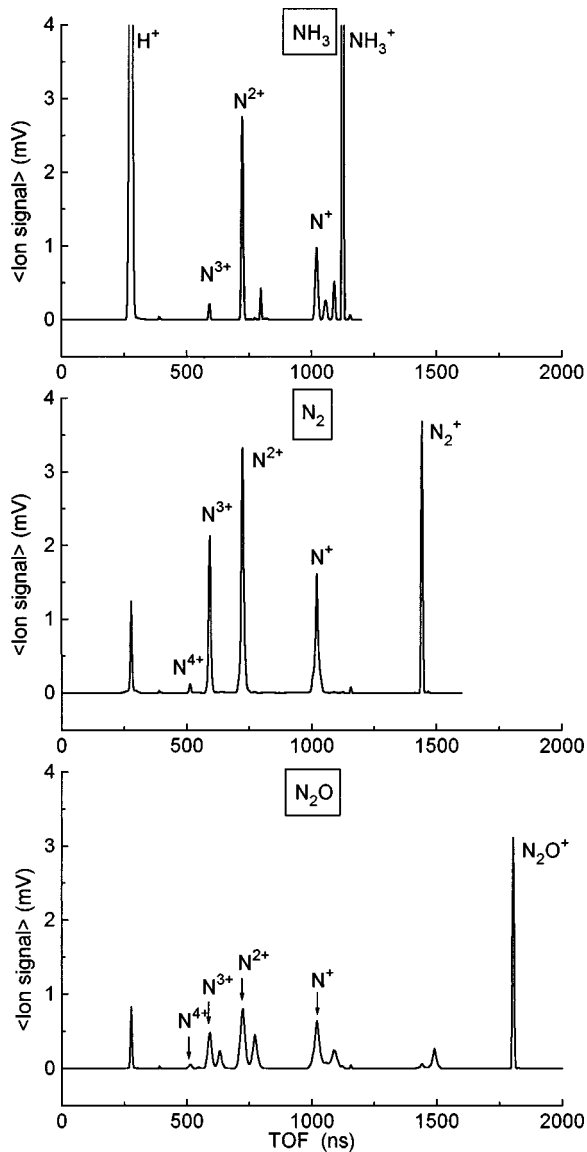 4
3
2
1
0
<Ion signal> (mV)
H⁺
NH₃
NH₃⁺
N²⁺
N³⁺
N⁺
0 500 1000 1500 2000
4
3
2
1
0
<Ion signal> (mV)
N₂
N₂⁺
N²⁺
N³⁺
N⁺
N⁴⁺
0 500 1000 1500 2000
4
3
2
1
0
<Ion signal> (mV)
N₂O
N₂O⁺
N²⁺
N³⁺
N⁺
N⁴⁺
0 500 1000 1500 2000
TOF (ns)